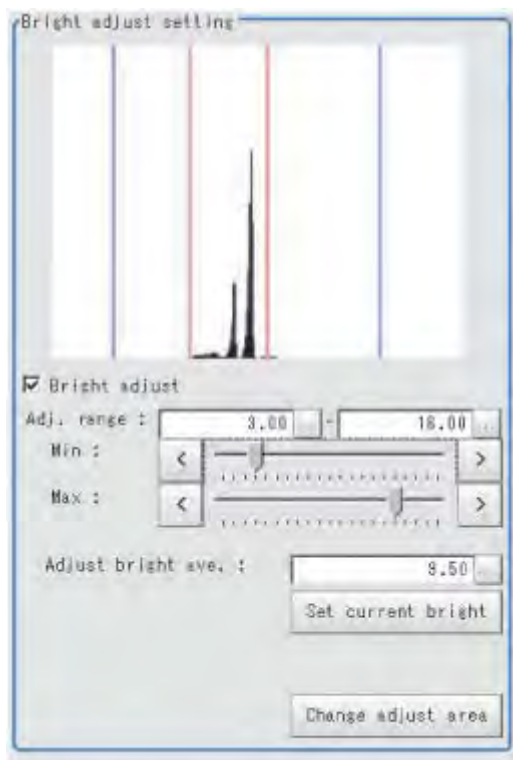 Bright adjust setting
Bright adjust
Adj. range : 3.00 ... - 18.00 ...
Min : < >
Max : < >
Adjust bright ave. : 9.50 ...
Set current bright
Change adjust area